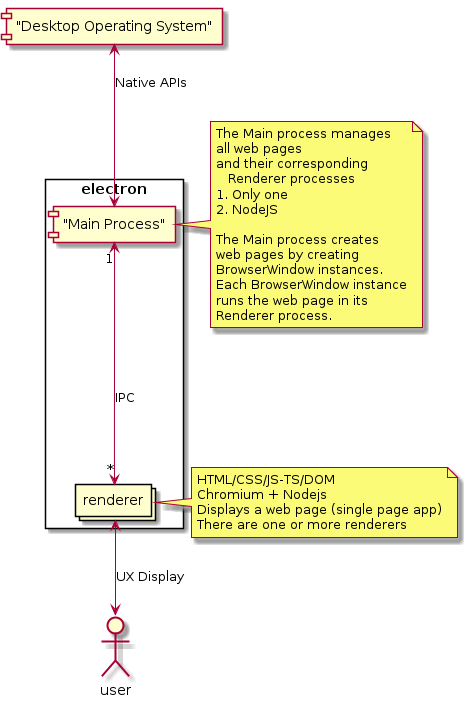 "Desktop Operating System"
Native APIs
The Main process manages
all web pages
and their corresponding
Renderer processes
1. Only one
2. NodeJS
The Main process creates
web pages by creating
BrowserWindow instances.
Each BrowserWindow instance
runs the web page in its
Renderer process.
electron
"Main Process"
1
IPC
*
renderer
HTML/CSS/JS-TS/DOM
Chromium + Nodejs
Displays a web page (single page app)
There are one or more renderers
UX Display
user